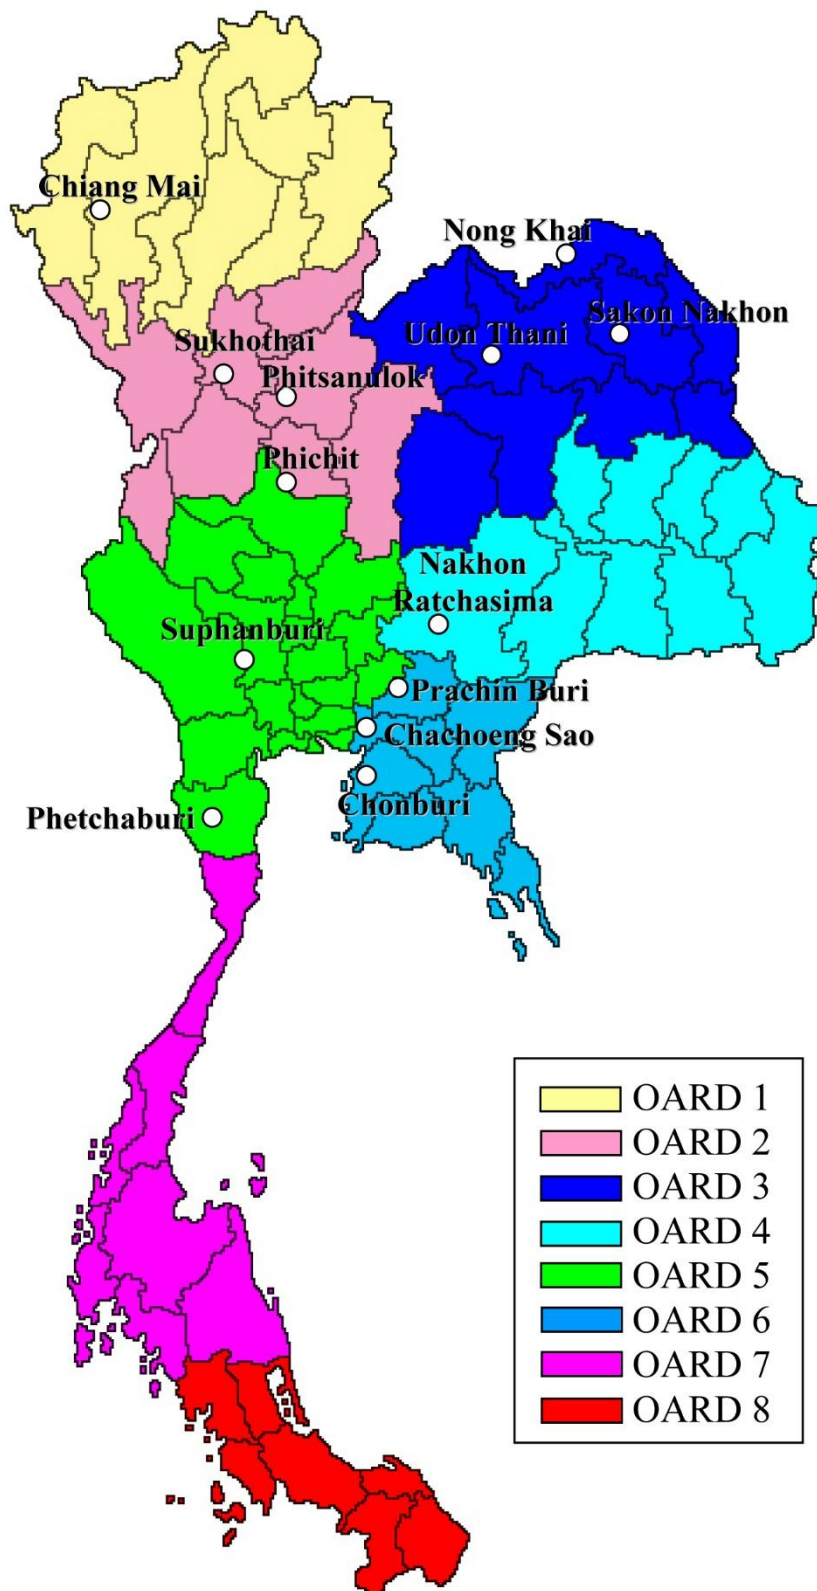 Chiang Mai
Nong Khai
Sakon Nakhon
Udon Thani
Sukhothai
Phitsanulok
Phichit
Nakhon
Ratchasima
Suphanburi
Prachin Buri
Chachoeng Sao
Chonburi
Phetchaburi
OARD 1
OARD 2
OARD 3
OARD 4
OARD 5
OARD 6
OARD 7
OARD 8